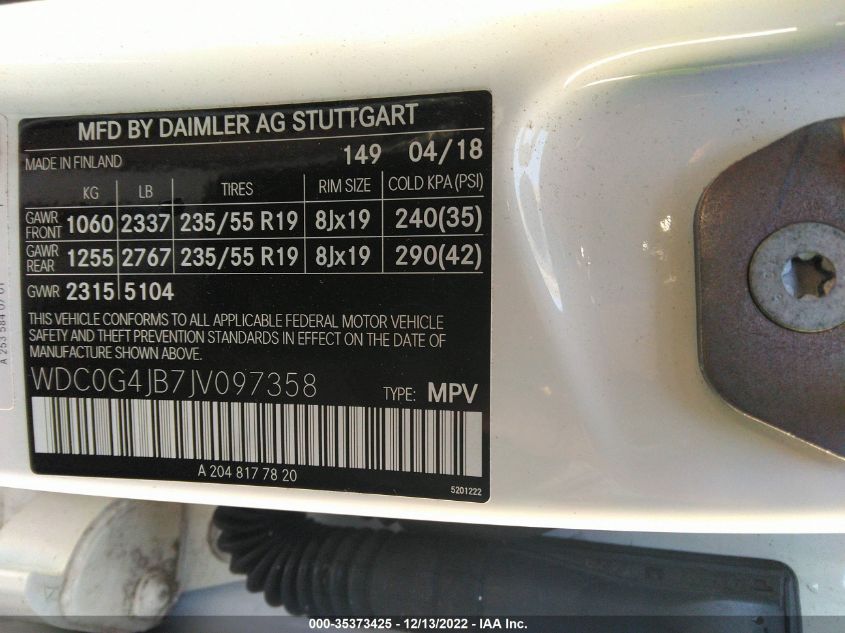 MFD BY DAIMLER AG STUTTGART
MADE IN FINLAND 149 04/18
KG LB TIRES RIM SIZE COLD KPA (PSI)
GAWR FRONT 1060 2337 235/55 R19 8Jx19 240(35)
GAWR REAR 1255 2767 235/55 R19 8Jx19 290(42)
GVWR 2315 5104
THIS VEHICLE CONFORMS TO ALL APPLICABLE FEDERAL MOTOR VEHICLE
SAFETY AND THEFT PREVENTION STANDARDS IN EFFECT ON THE DATE OF
MANUFACTURE SHOWN ABOVE.
WDC0G4JB7JV097358 TYPE: MPV
A 204 817 78 20
5201222
A 253 584 07 01
000-35373425 - 12/13/2022 - IAA Inc.